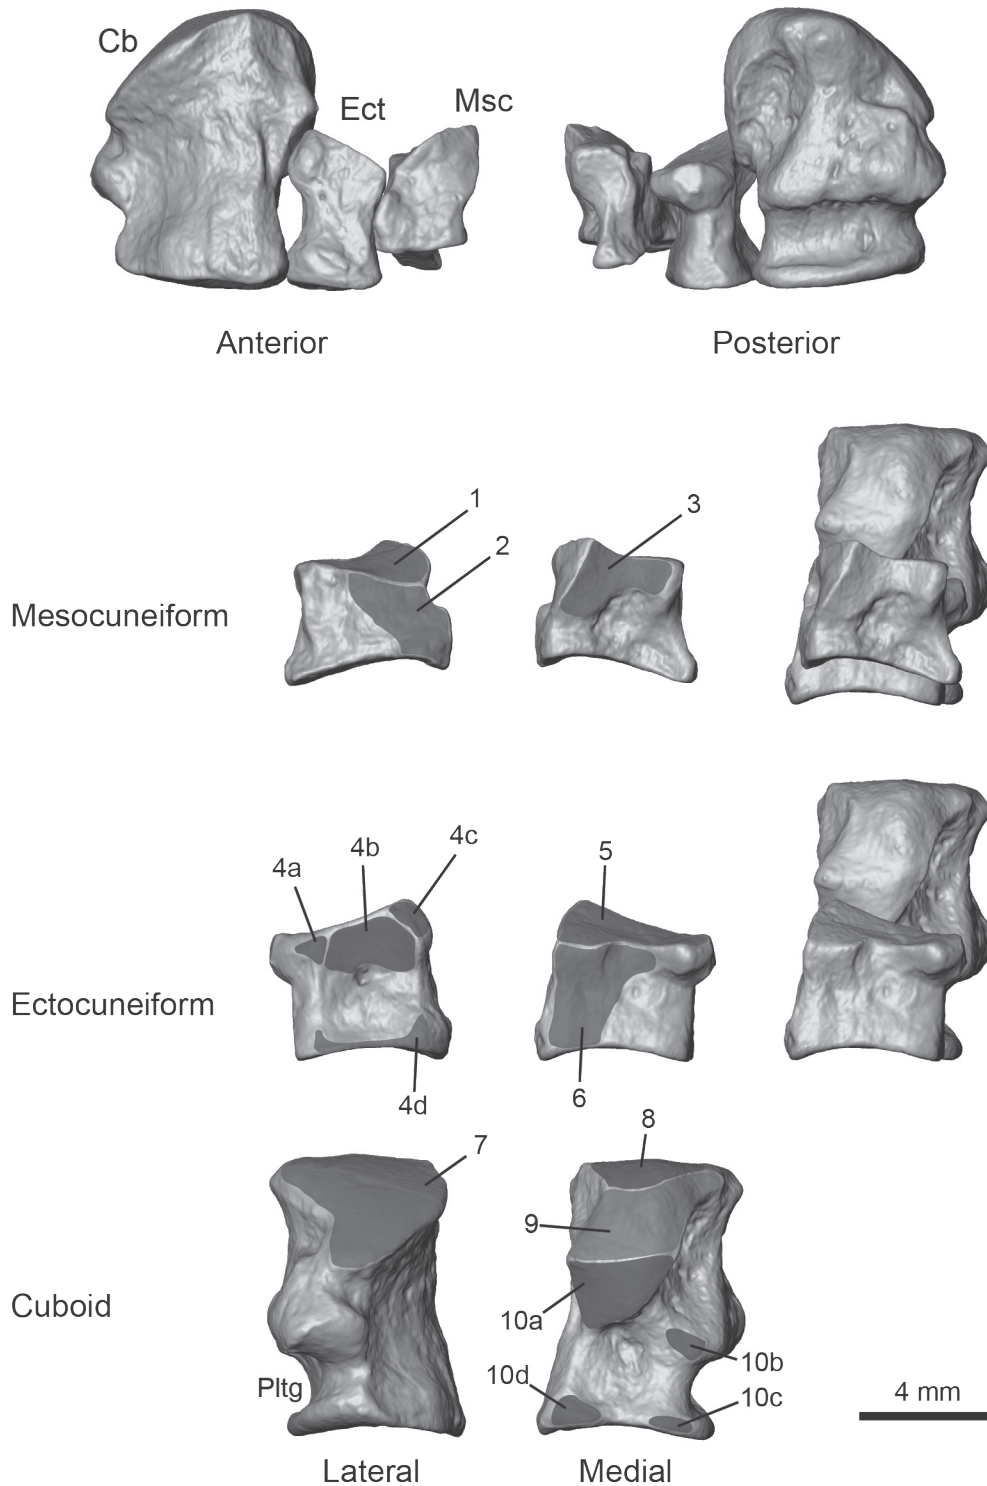 Cb
Ect
Msc
Anterior
Posterior
1
2
3
Mesocuneiform
4a
4b
4c
5
Ectocuneiform
4d
6
7
8
9
Cuboid
10a
10b
10d
10c
Pltg
4 mm
Lateral
Medial